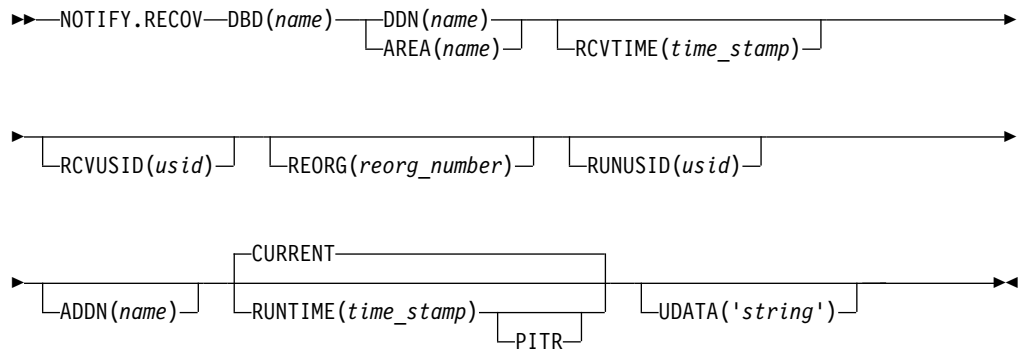 NOTIFY.RECOV DBD(name) DDN(name)
AREA(name) RCVTIME(time_stamp)
RCVUSID(usid) REORG(reorg_number) RUNUSID(usid)
CURRENT
ADDN(name) RUNTIME(time_stamp) UDATA('string')
PITR